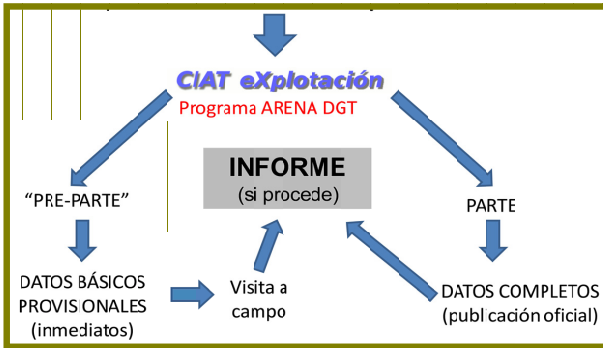 CIAT eXplotación
Programa ARENA DGT
INFORME
(si procede)
“PRE-PARTE”
PARTE
DATOS BÁSICOS
PROVISIONALES
(inmediatos)
Visita a
campo
DATOS COMPLETOS
(publicación oficial)